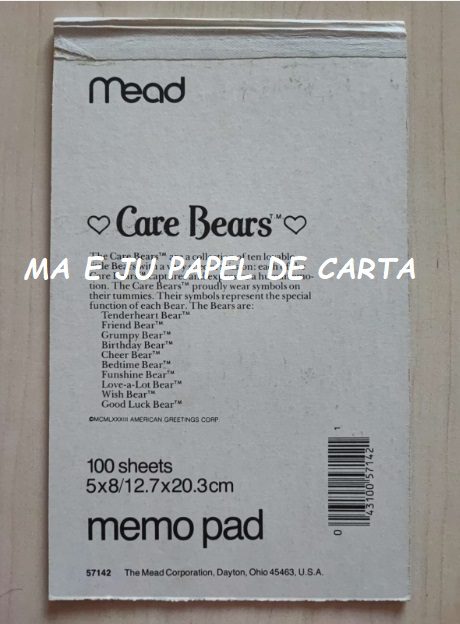 Mead
Care Bears™
The Care Bears™ are a collection of ten lovable
MA E JU PAPEL DE CARTA
tion. The Care Bears™ proudly wear symbols on
their tummies. Their symbols represent the special
function of each Bear. The Bears are:
Tenderheart Bear™
Friend Bear™
Grumpy Bear™
Birthday Bear™
Cheer Bear™
Bedtime Bear™
Funshine Bear™
Love-a-Lot Bear™
Wish Bear™
Good Luck Bear™
©MCMLXXXIII AMERICAN GREETINGS CORP.
100 sheets
5x8/12.7x20.3cm
memo pad
0 43100 57142 1
57142 The Mead Corporation, Dayton, Ohio 45463, U.S.A.